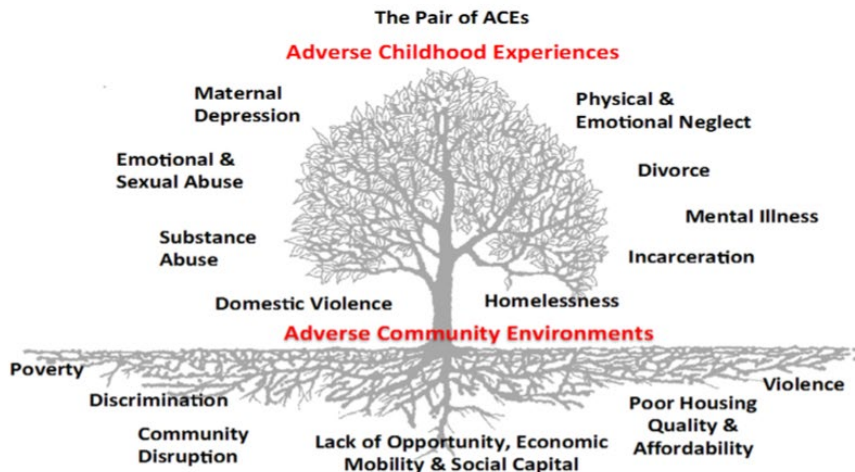 The Pair of ACEs
Adverse Childhood Experiences
Maternal
Depression
Physical &
Emotional Neglect
Emotional &
Sexual Abuse
Divorce
Mental Illness
Substance
Abuse
Incarceration
Domestic Violence
Homelessness
Adverse Community Environments
Poverty
Violence
Discrimination
Poor Housing
Quality &
Affordability
Community
Disruption
Lack of Opportunity, Economic
Mobility & Social Capital